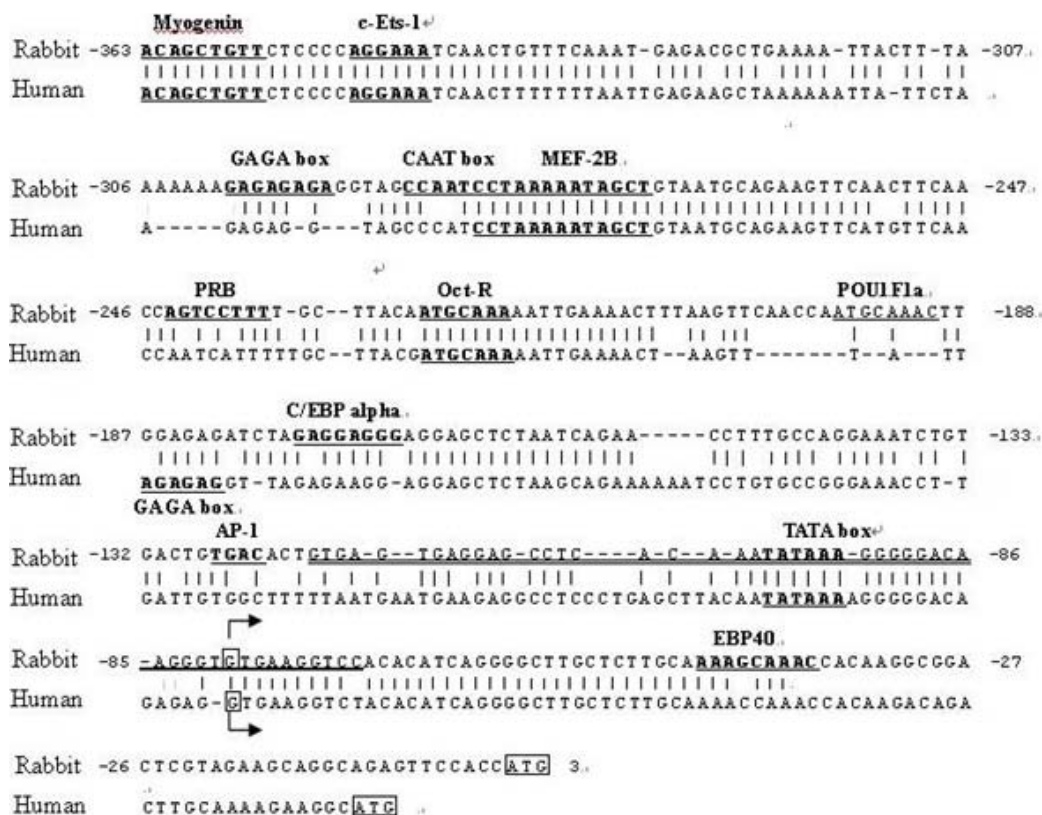 Myogenin c-Ets-1
Rabbit -363 ACAGCTGTTCTCCCCAGGAAATCAACTGTTTCAAAT-GAGACGCTGAAAA-TTACTT-TA -307
Human ACAGCTGTTCTCCCCAGGAAATCAACTTTTTTTAATTGAGAAGCTAAAAAATTA-TTCTA
GAGA box CAAT box MEF-2B
Rabbit -306 AAAAAAGAGAGAGAGGTAGCCAATCCTAAAAATAGCTGTAATGCAGAAGTTCAACTTCAA -247
Human A-----GAGAG-G---TAGCCCATCCTAAAAATAGCTGTAATGCAGAAGTTCATGTTCAA
PRB Oct-R POU1F1a
Rabbit -246 CCAGTCCTTTT-GC--TTACAATGCAAAAATTGAAAACTTTAAGTTCAACCAATGCAAACTT -188
Human CCAATCATTTTTGC--TTACGATGCAAAAATTGAAAACT--AAGTT-------T--A--TT
C/EBP alpha
Rabbit -187 GGAGAGATCTAGAGGAGGGAGGAGCTCTAATCAGAA-----CCTTTGCCAGGAAATCTGT -133
Human AGAGAGGT-TAGAGAAGG-AGGAGCTCTAAGCAGAAAAAATCCTGTGCCGGGAAACCT-T
GAGA box
AP-1 TATA box
Rabbit -132 GACTGTGACACTGTGA-G--TGAGGAG-CCTC----A-C-A-AATATAAA-GGGGGACA -86
Human GATTGTGGCTTTTTAATGAATGAAGAGGCCTCCCTGAGCTTACAATATAAAAGGGGGACA
EBP40
Rabbit -85 -AGGGTGTGAAGGTCCACACATCAGGGGCTTGCTCTTGCAAAAGCAAACCACAAGGCGGA -27
Human GAGAG-GTGAAGGTCTACACATCAGGGGCTTGCTCTTGCAAAACCAAACCACAAGACAGA
Rabbit -26 CTCGTAGAAGCAGGCAGAGTTCCACCATG 3
Human CTTGCAAAAGAAGGCATG